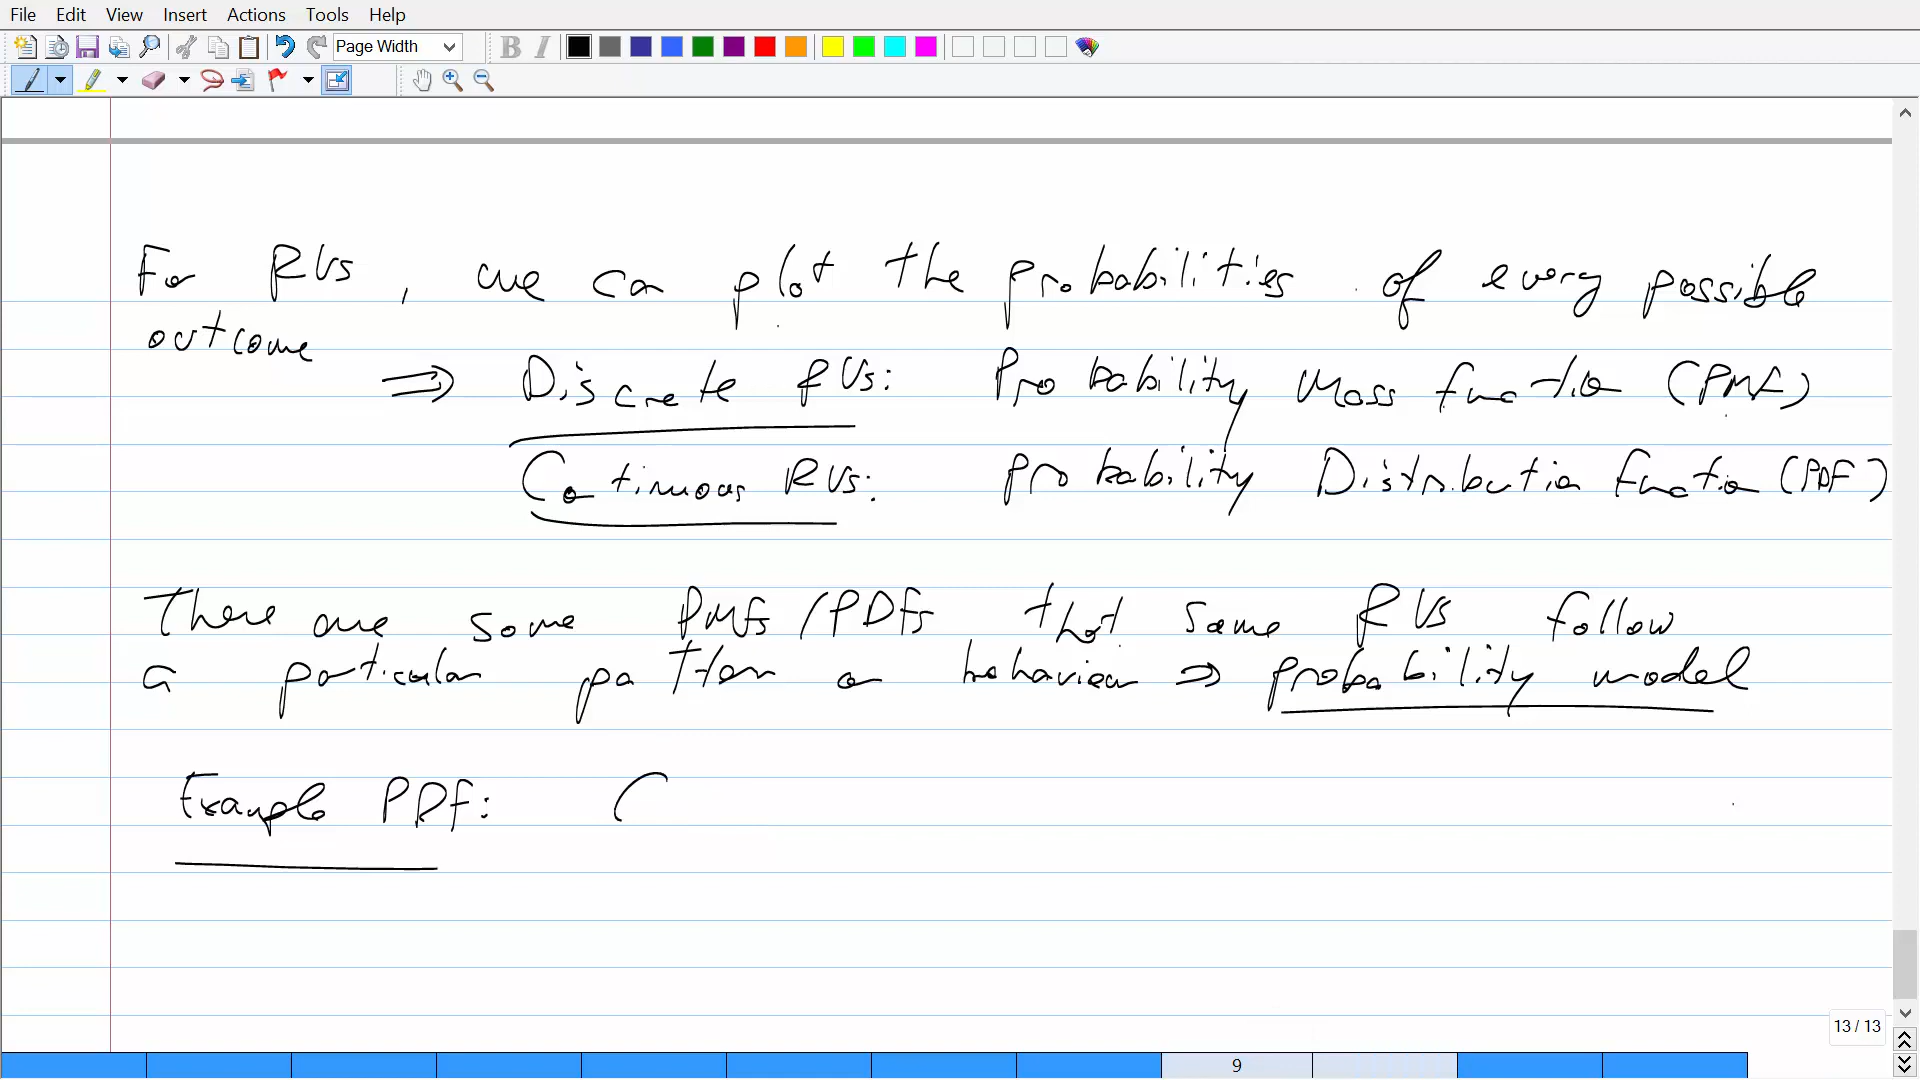 File Edit View Insert Actions Tools Help
Page Width
B I
For RVs, we can plot the probabilities of every possible
outcome
⇒ Discrete RVs: Probability Mass function (PMF)
Continuous RVs: Probability Distribution function (PDF)
There are some PMFs/PDFs that some RVs follow
a particular pattern or behavior ⇒ probability model
Example PDF: (
13 / 13
9